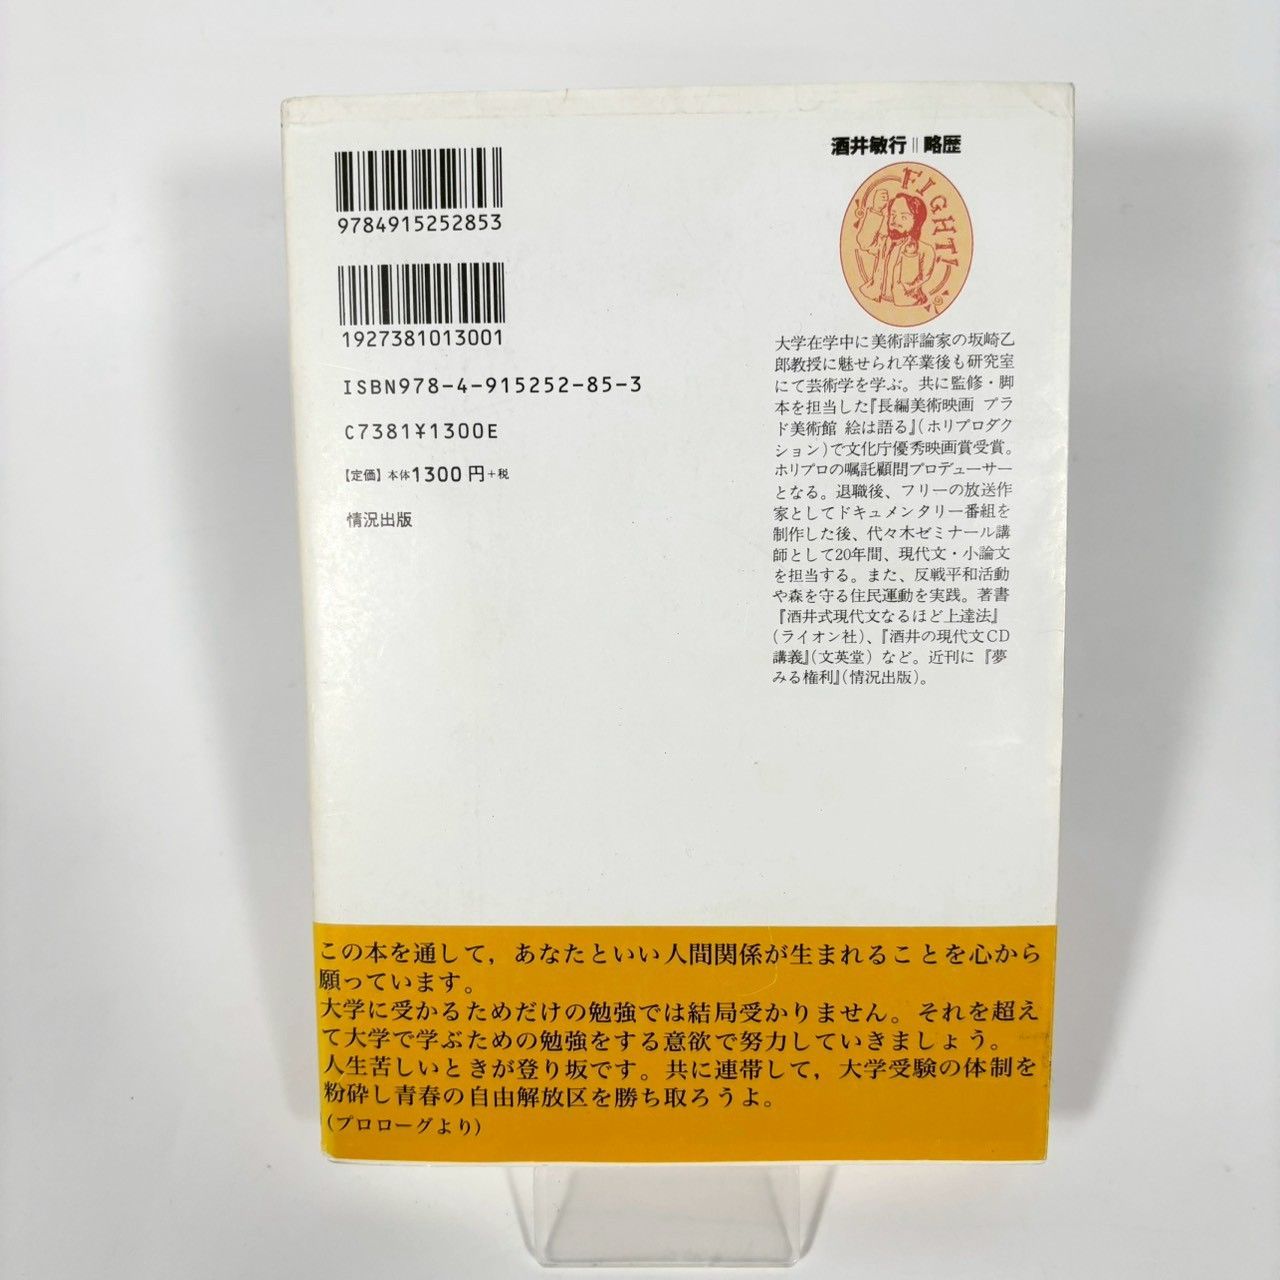 9784915252853
1927381013001
ISBN978-4-915252-85-3
C7381¥1300E
【定価】本体1300円+税
情況出版
酒井敏行‖略歴
FIGHT!
大学在学中に美術評論家の坂崎乙
郎教授に魅せられ卒業後も研究室
にて芸術学を学ぶ。共に監修・脚
本を担当した『長編美術映画 プラ
ド美術館 絵は語る』(ホリプロダク
ション)で文化庁優秀映画賞受賞。
ホリプロの嘱託顧問プロデューサー
となる。退職後、フリーの放送作
家としてドキュメンタリー番組を
制作した後、代々木ゼミナール講
師として20年間、現代文・小論文
を担当する。また、反戦平和活動
や森を守る住民運動を実践。著書
『酒井式現代文なるほど上達法』
(ライオン社)、『酒井の現代文CD
講義』(文英堂) など。近刊に『夢
みる権利』(情況出版)。
この本を通して，あなたといい人間関係が生まれることを心から
願っています。
大学に受かるためだけの勉強では結局受かりません。それを超え
て大学で学ぶための勉強をする意欲で努力していきましょう。
人生苦しいときが登り坂です。共に連帯して，大学受験の体制を
粉砕し青春の自由解放区を勝ち取ろうよ。
(プロローグより)